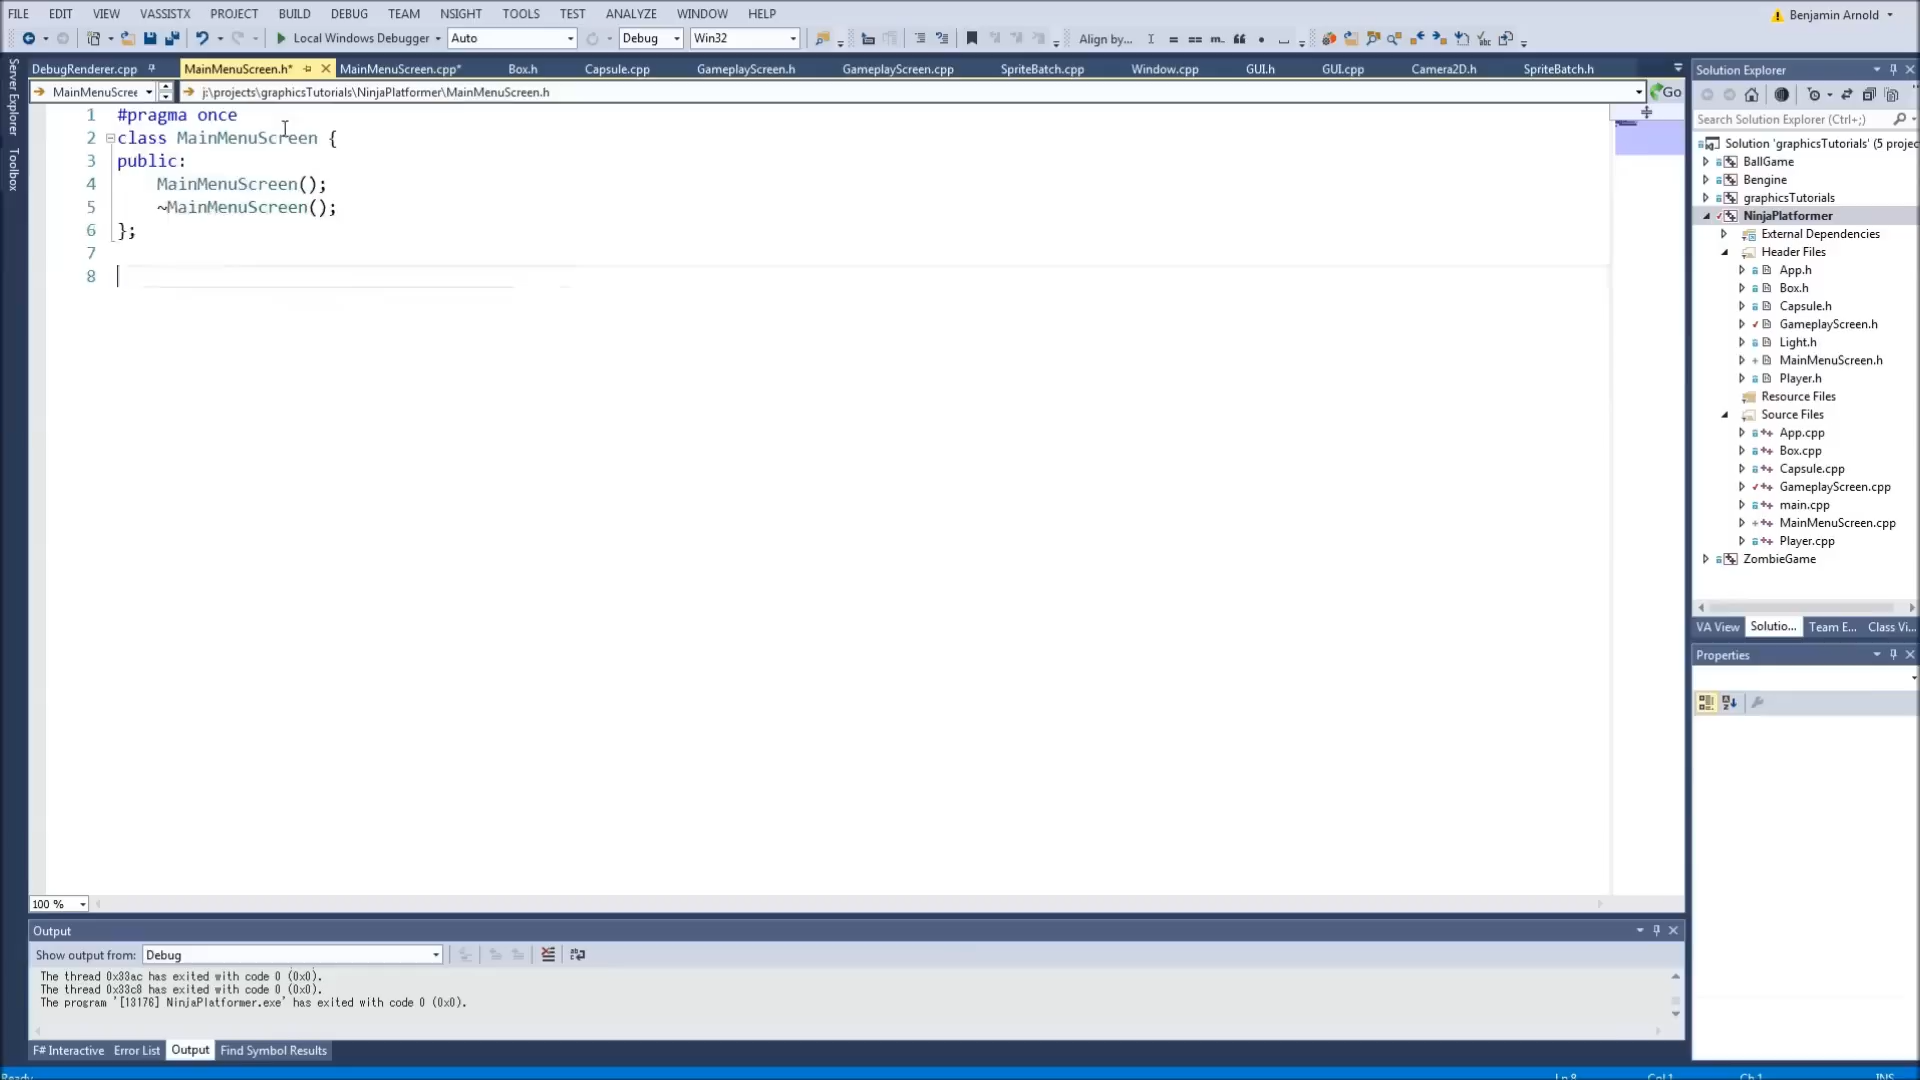 FILE EDIT VIEW VASSISTX PROJECT BUILD DEBUG TEAM NSIGHT TOOLS TEST ANALYZE WINDOW HELP
Benjamin Arnold
Local Windows Debugger Auto Debug Win32 Align by...
DebugRenderer.cpp MainMenuScreen.h* MainMenuScreen.cpp* Box.h Capsule.cpp GameplayScreen.h GameplayScreen.cpp SpriteBatch.cpp Window.cpp GUI.h GUI.cpp Camera2D.h SpriteBatch.h
MainMenuScree j:\projects\graphicsTutorials\NinjaPlatformer\MainMenuScreen.h Go
Server Explorer
Toolbox
1 #pragma once
2 class MainMenuScreen {
3 public:
4 MainMenuScreen();
5 ~MainMenuScreen();
6 };
7
8
100 %
Solution Explorer
Search Solution Explorer (Ctrl+;)
Solution 'graphicsTutorials' (5 projec
BallGame
Bengine
graphicsTutorials
NinjaPlatformer
External Dependencies
Header Files
App.h
Box.h
Capsule.h
GameplayScreen.h
Light.h
MainMenuScreen.h
Player.h
Resource Files
Source Files
App.cpp
Box.cpp
Capsule.cpp
GameplayScreen.cpp
main.cpp
MainMenuScreen.cpp
Player.cpp
ZombieGame
VA View Solutio... Team E... Class Vi...
Properties
Output
Show output from: Debug
The thread 0x33ac has exited with code 0 (0x0).
The thread 0x33c8 has exited with code 0 (0x0).
The program '[13176] NinjaPlatformer.exe' has exited with code 0 (0x0).
F# Interactive Error List Output Find Symbol Results
Ready Ln 8 Col 1 Ch 1 INS